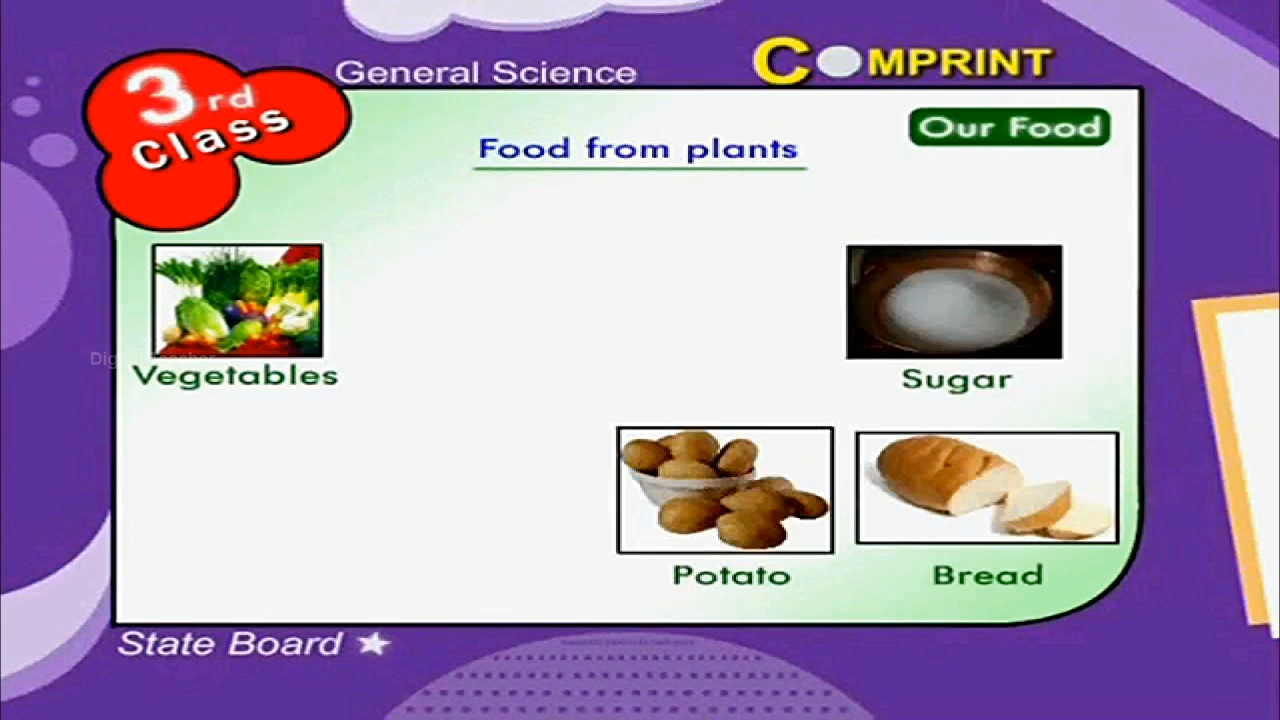 General Science
COMPRINT
3rd
Class
Our Food
Food from plants
Vegetables
Sugar
Potato
Bread
State Board